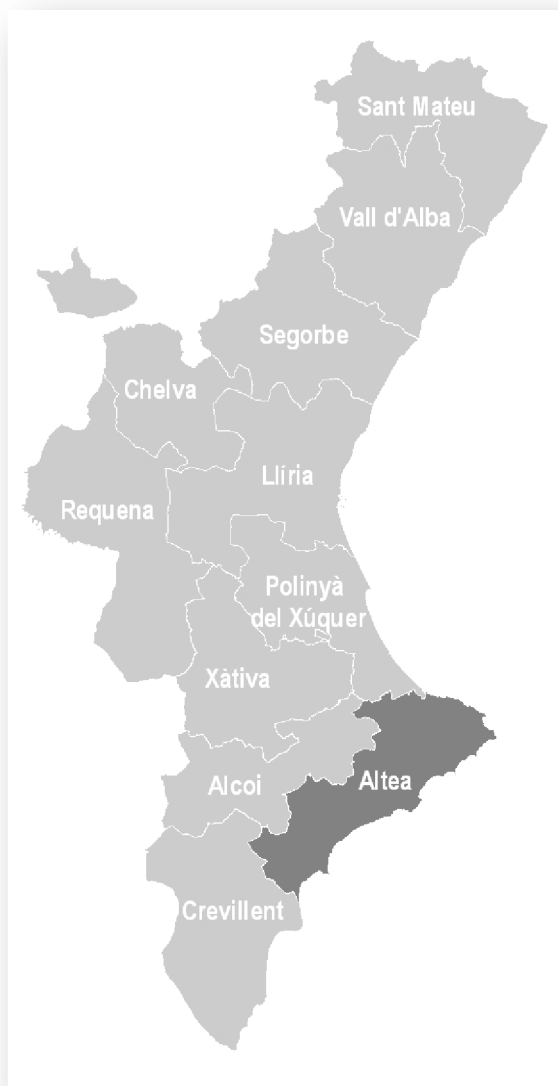 Sant Mateu
Vall d'Alba
Segorbe
Chelva
Llíria
Requena
Polinyà
del Xúquer
Xàtiva
Alcoi
Altea
Crevillent